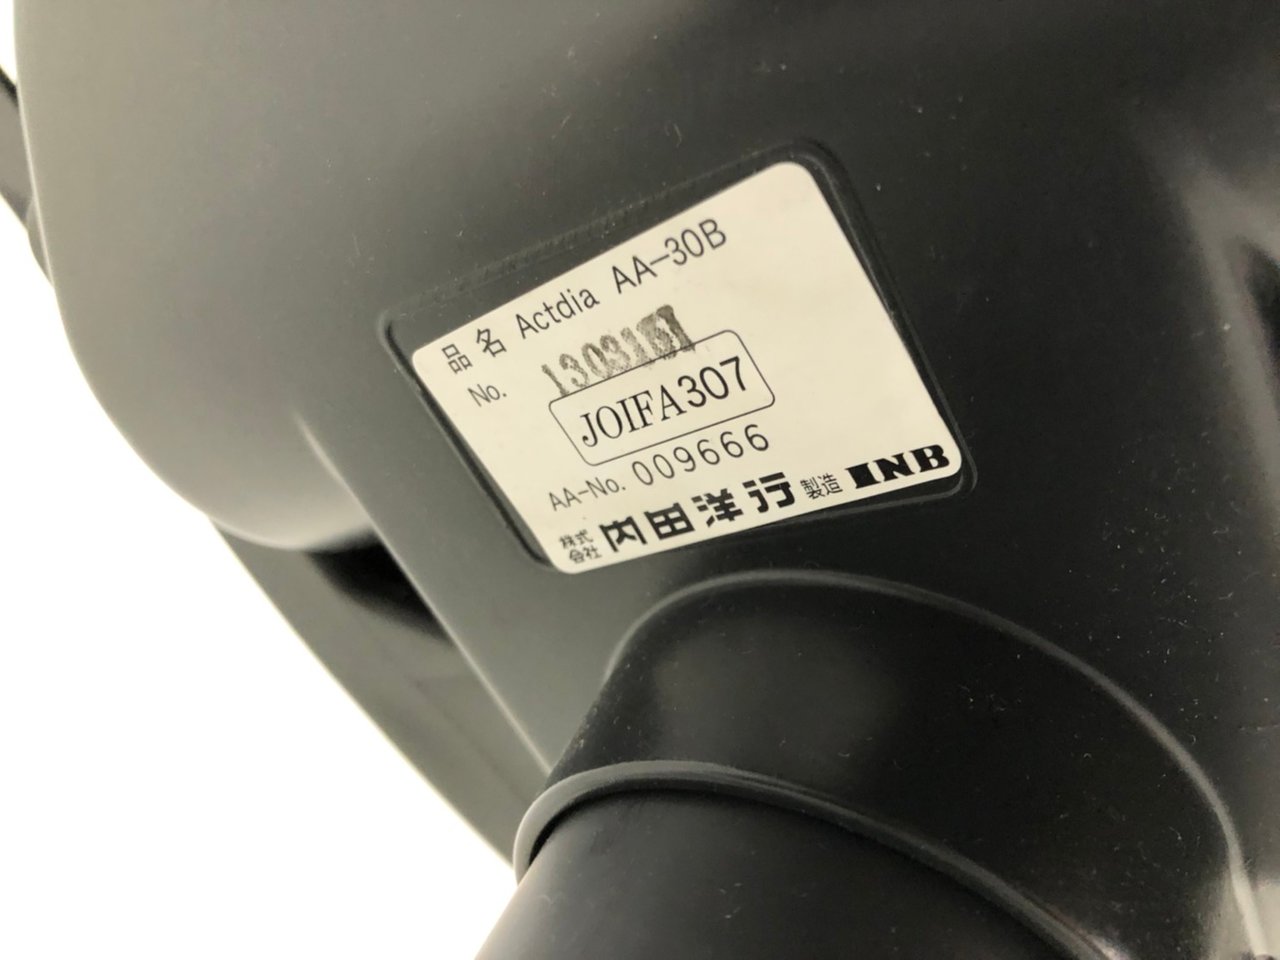 品名 Actdia AA-30B
No.
JOIFA307
AA-No. 009666
株式会社 内田洋行 製造 INB